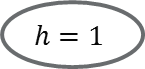 h = 1